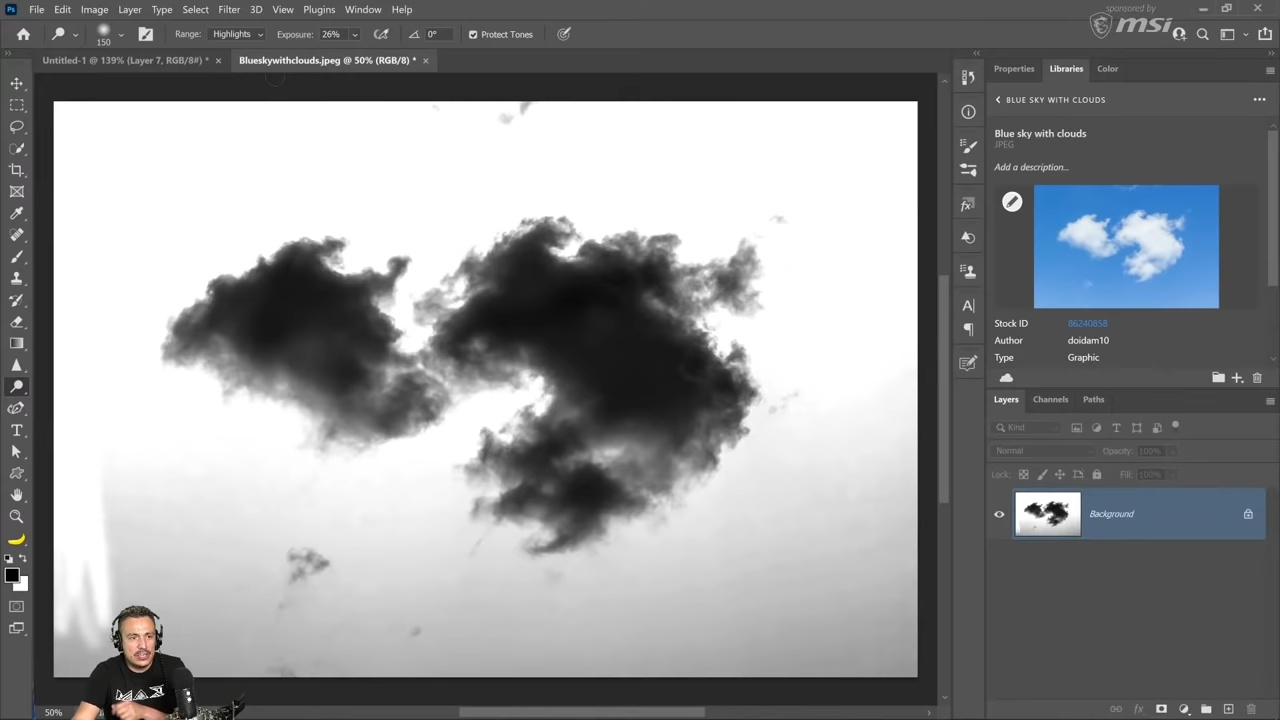 Ps File Edit Image Layer Type Select Filter 3D View Plugins Window Help
sponsored by
msi
150 Range: Highlights Exposure: 26% 0° Protect Tones
Untitled-1 @ 139% (Layer 7, RGB/8#) * × Blueskywithclouds.jpeg @ 50% (RGB/8) * ×
Properties Libraries Color
BLUE SKY WITH CLOUDS
Blue sky with clouds
JPEG
Add a description...
Stock ID 86240858
Author doidam10
Type Graphic
Layers Channels Paths
Kind
Normal Opacity: 100%
Lock: Fill: 100%
Background
50%